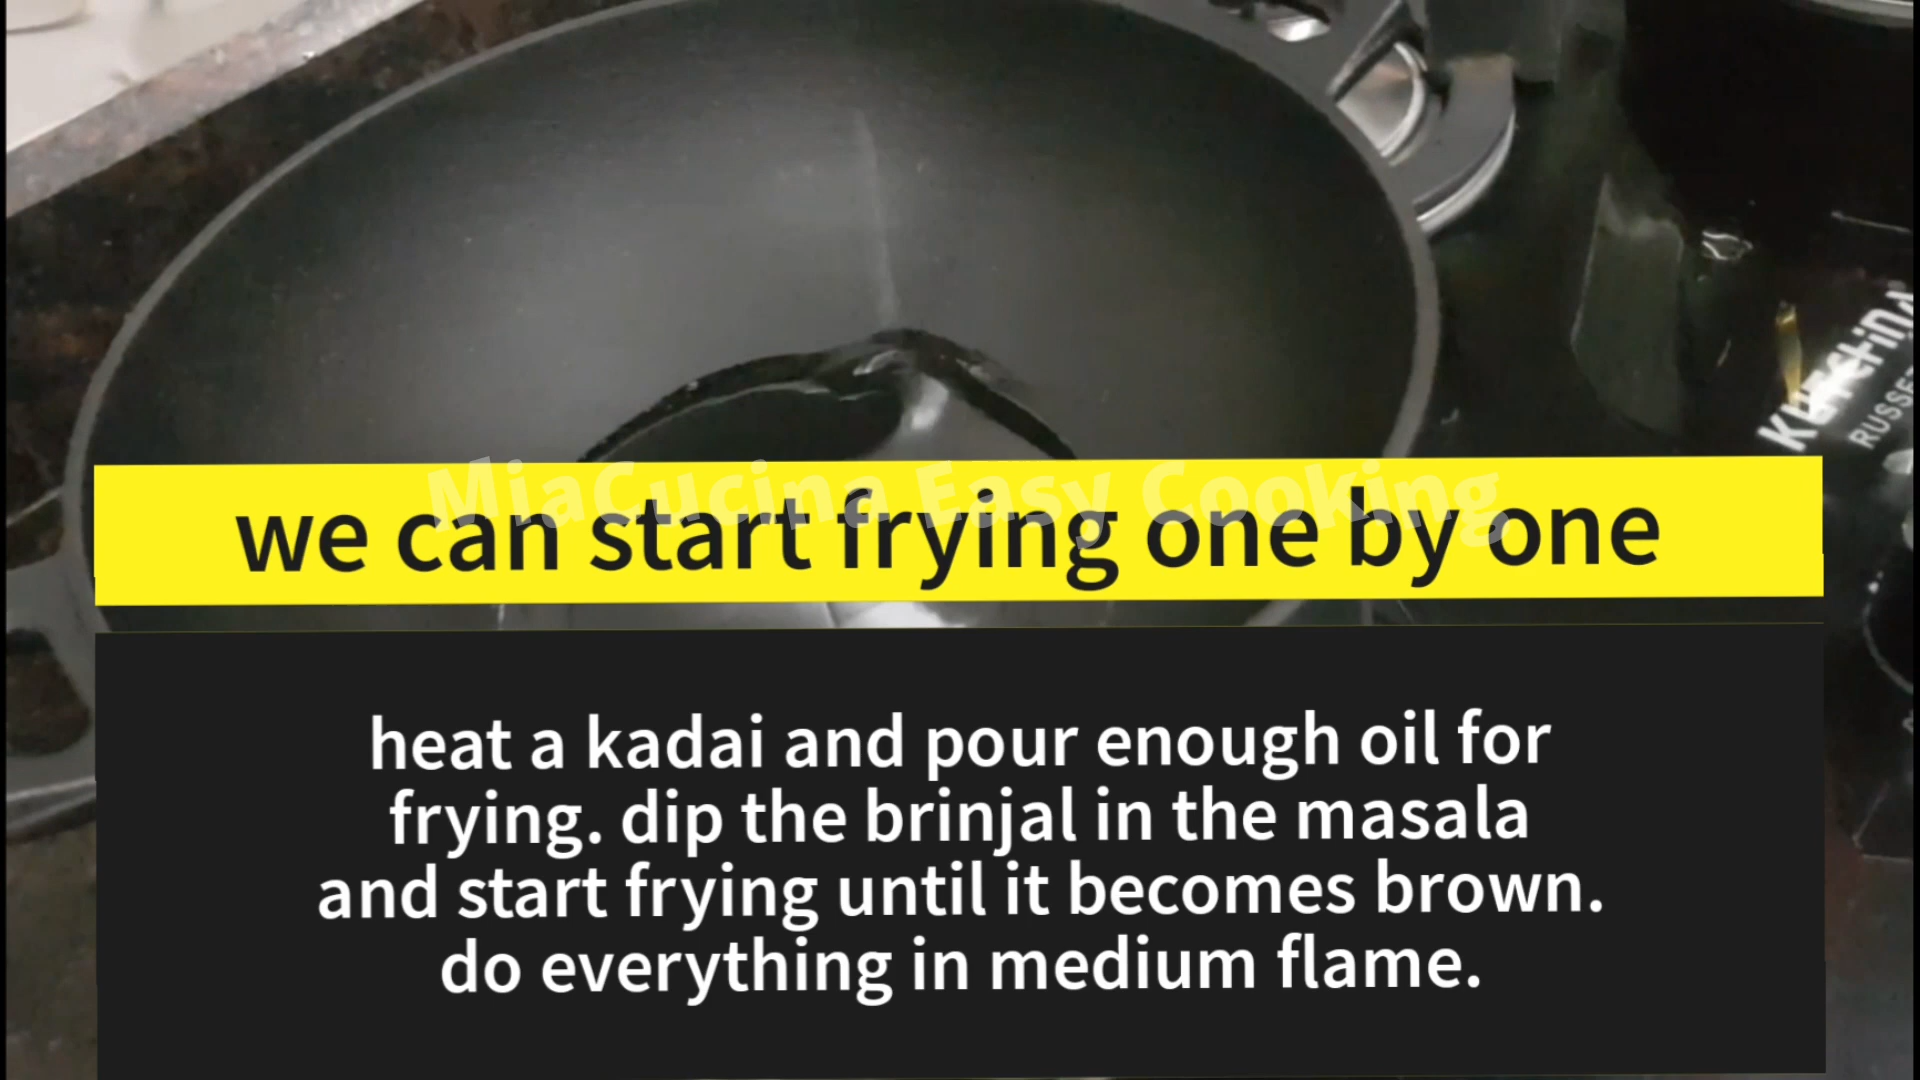 KUTCHINA
RUSSE
MiaCucina Easy Cooking
we can start frying one by one
heat a kadai and pour enough oil for
frying. dip the brinjal in the masala
and start frying until it becomes brown.
do everything in medium flame.